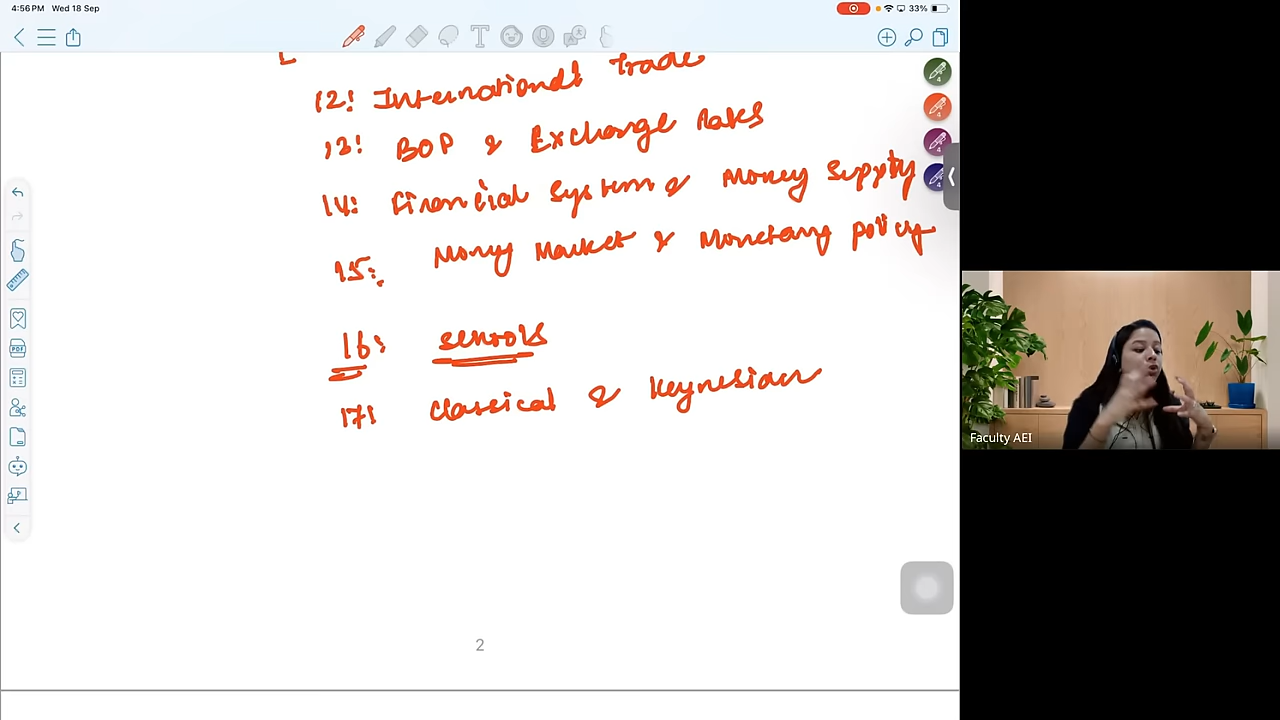 4:56 PM Wed 18 Sep 33%
12: International Trade
13: BOP & Exchange Rates
14: Financial System & Money Supply
15: Money Market & Monetary policy
16: schools
17: Classical & Keynesian
2
Faculty AEI